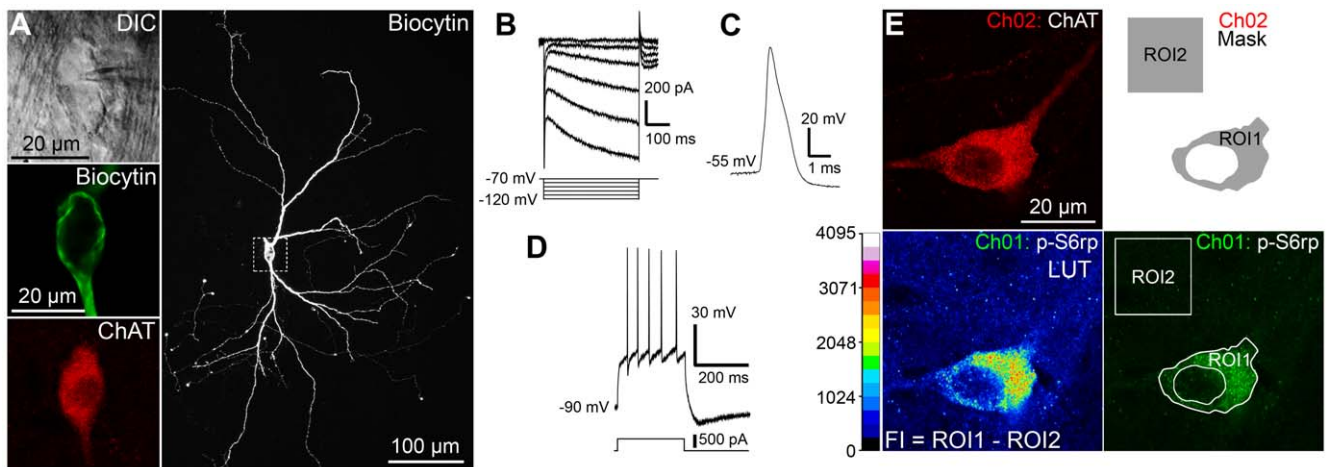 A
DIC
20 µm
Biocytin
20 µm
ChAT
Biocytin
100 µm
B
200 pA
100 ms
-70 mV
-120 mV
C
20 mV
-55 mV
1 ms
D
30 mV
200 ms
-90 mV
500 pA
E
Ch02: ChAT
20 µm
Ch02
Mask
ROI2
ROI1
4095
3071
2048
1024
0
Ch01: p-S6rp
LUT
FI = ROI1 - ROI2
Ch01: p-S6rp
ROI2
ROI1